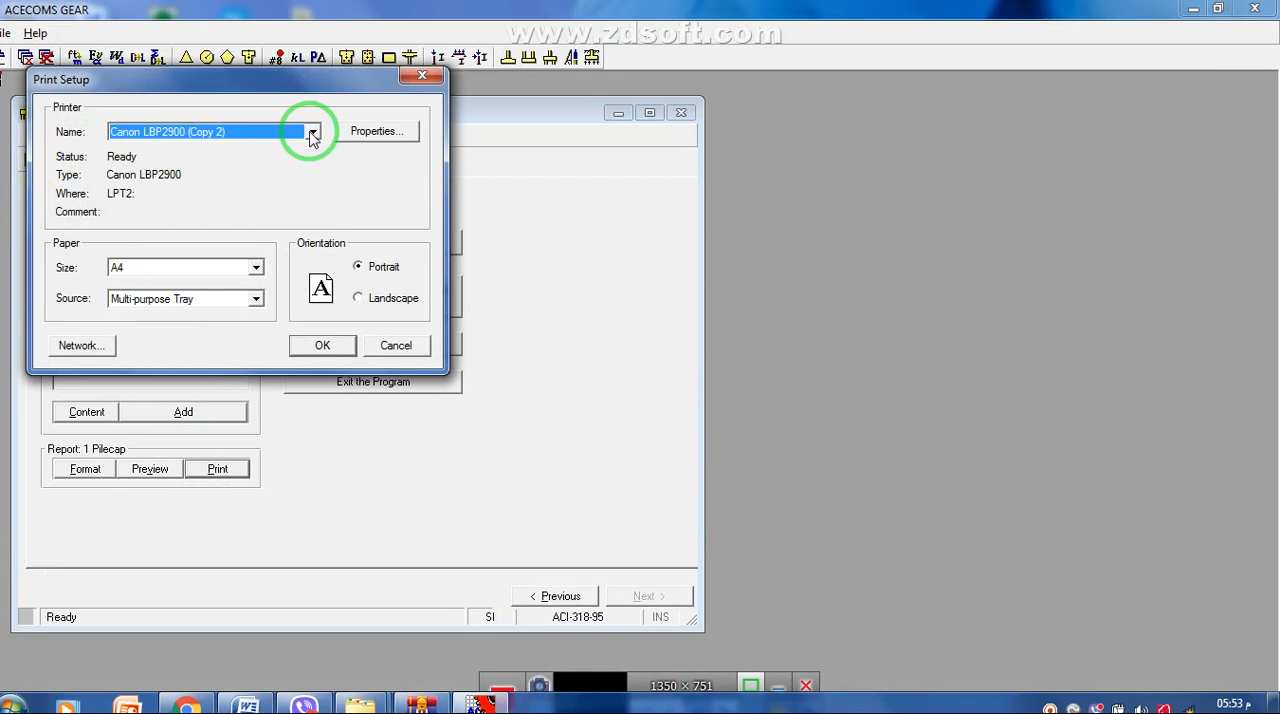 ACECOMS GEAR
www.zdsoft.com
ile Help
Print Setup
Printer
Name: Canon LBP2900 (Copy 2) Properties...
Status: Ready
Type: Canon LBP2900
Where: LPT2:
Comment:
Paper
Size: A4
Source: Multi-purpose Tray
Orientation
A
Portrait
Landscape
Network... OK Cancel
Exit the Program
Content Add
Report: 1 Pilecap
Format Preview Print
< Previous Next >
Ready SI ACI-318-95 INS
1350 × 751
05:53 م